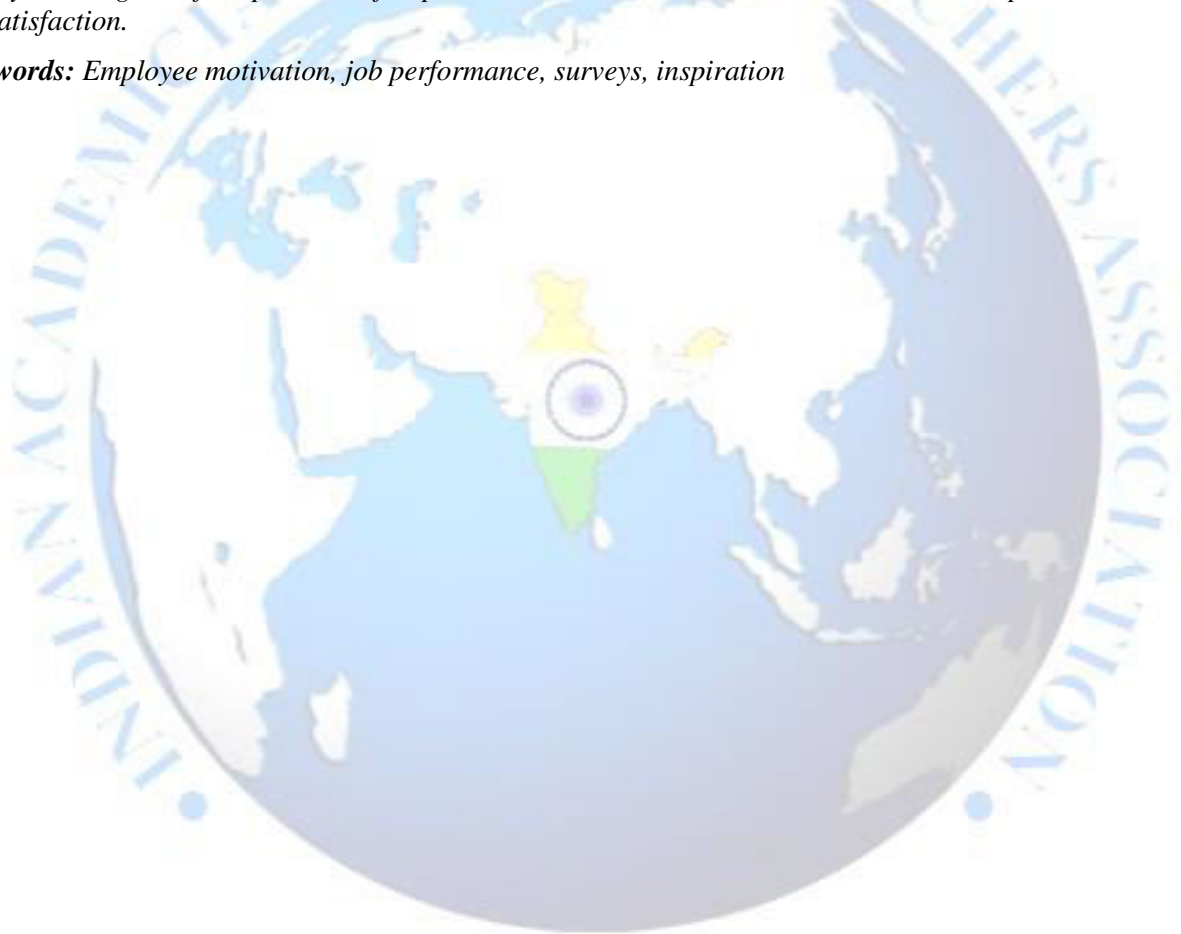 atisfaction.
words: Employee motivation, job performance, surveys, inspiration
INDIAN ACADEMIC
CHERS ASSOCIATION